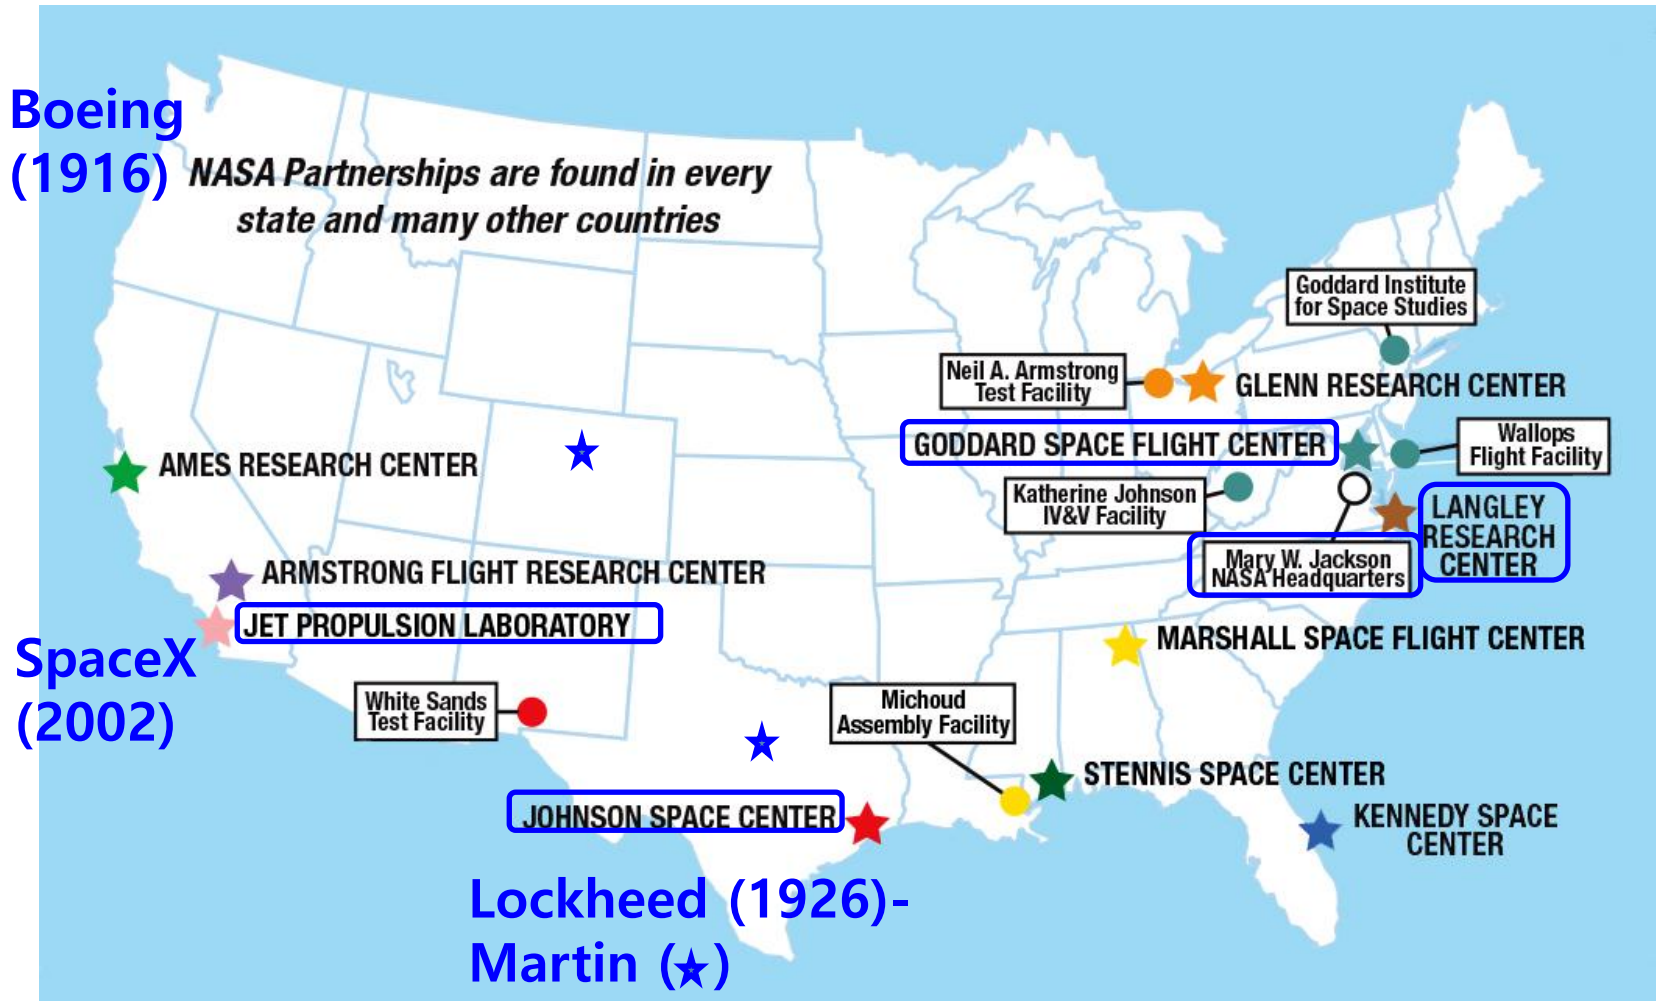 Boeing
(1916)
NASA Partnerships are found in every
state and many other countries
Goddard Institute
for Space Studies
Neil A. Armstrong
Test Facility
GLENN RESEARCH CENTER
GODDARD SPACE FLIGHT CENTER
Wallops
Flight Facility
AMES RESEARCH CENTER
Katherine Johnson
IV&V Facility
LANGLEY
RESEARCH
CENTER
Mary W. Jackson
NASA Headquarters
ARMSTRONG FLIGHT RESEARCH CENTER
JET PROPULSION LABORATORY
SpaceX
(2002)
MARSHALL SPACE FLIGHT CENTER
White Sands
Test Facility
Michoud
Assembly Facility
STENNIS SPACE CENTER
JOHNSON SPACE CENTER
KENNEDY SPACE
CENTER
Lockheed (1926)-
Martin (☆)